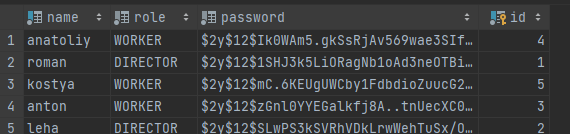 name role password id
1 anatoliy WORKER $2y$12$Ik0WAm5.gkSsRjAv569wae3SIf… 4
2 roman DIRECTOR $2y$12$1SHJ3k5LiORagNb1oAd3neOTBi… 1
3 kostya WORKER $2y$12$mC.6KEUgUWCby1FdbdioZuucG2… 5
4 anton WORKER $2y$12$zGnl0YYEGalkfj8A..tnUecXC0… 3
5 leha DIRECTOR $2y$12$SLwPS3kSVRhVDkLrwWehTuSx/O… 2